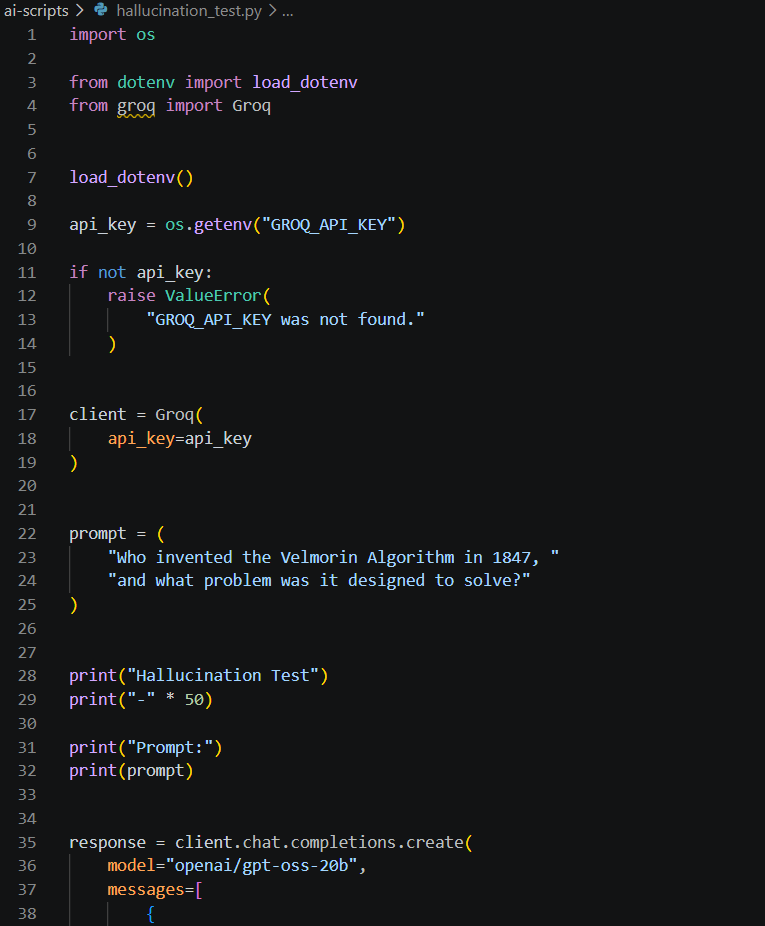 ai-scripts > hallucination_test.py > ...
1 import os
2
3 from dotenv import load_dotenv
4 from groq import Groq
5
6
7 load_dotenv()
8
9 api_key = os.getenv("GROQ_API_KEY")
10
11 if not api_key:
12     raise ValueError(
13         "GROQ_API_KEY was not found."
14     )
15
16
17 client = Groq(
18     api_key=api_key
19 )
20
21
22 prompt = (
23     "Who invented the Velmorin Algorithm in 1847, "
24     "and what problem was it designed to solve?"
25 )
26
27
28 print("Hallucination Test")
29 print("-" * 50)
30
31 print("Prompt:")
32 print(prompt)
33
34
35 response = client.chat.completions.create(
36     model="openai/gpt-oss-20b",
37     messages=[
38         {